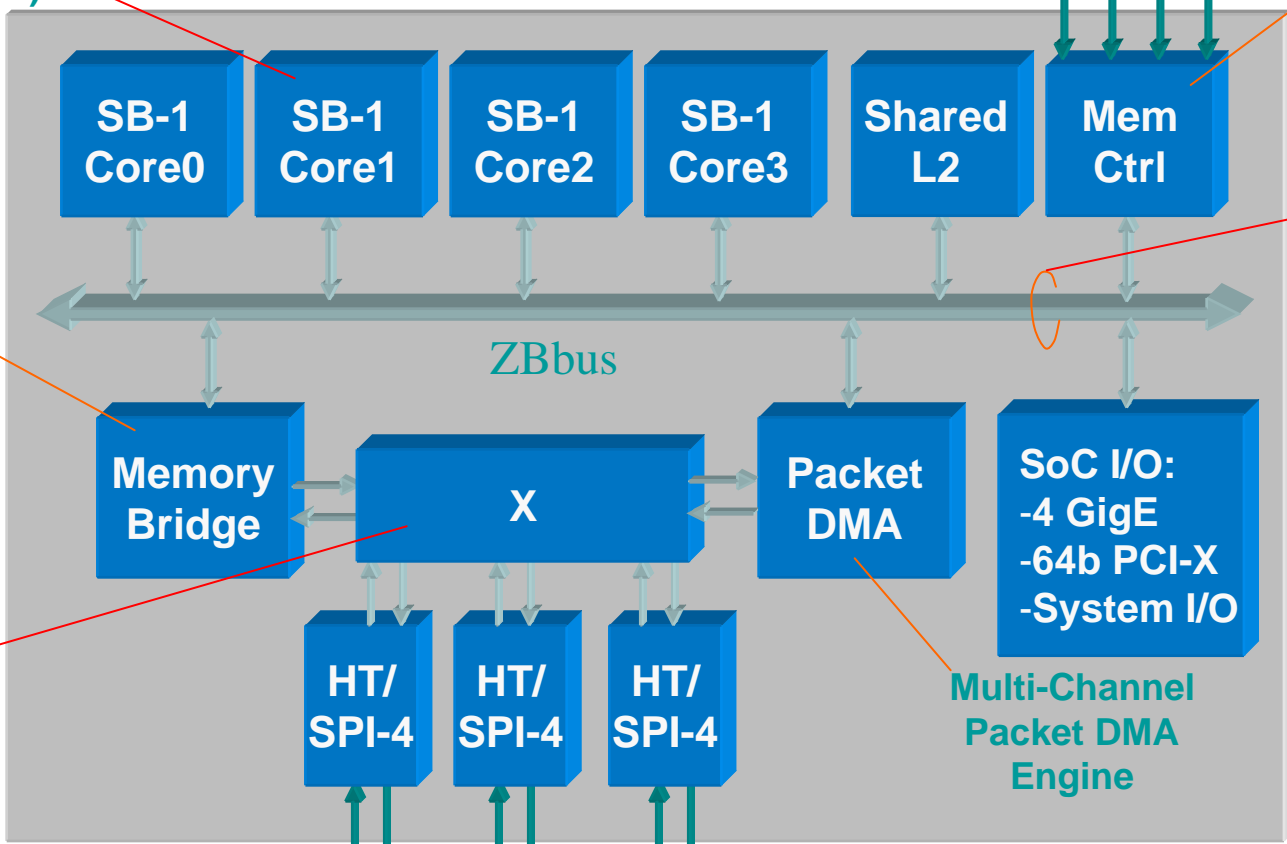 )
SB-1
Core0
SB-1
Core1
SB-1
Core2
SB-1
Core3
Shared
L2
Mem
Ctrl
ZBbus
Memory
Bridge
X
Packet
DMA
SoC I/O:
-4 GigE
-64b PCI-X
-System I/O
HT/
SPI-4
HT/
SPI-4
HT/
SPI-4
Multi-Channel
Packet DMA
Engine